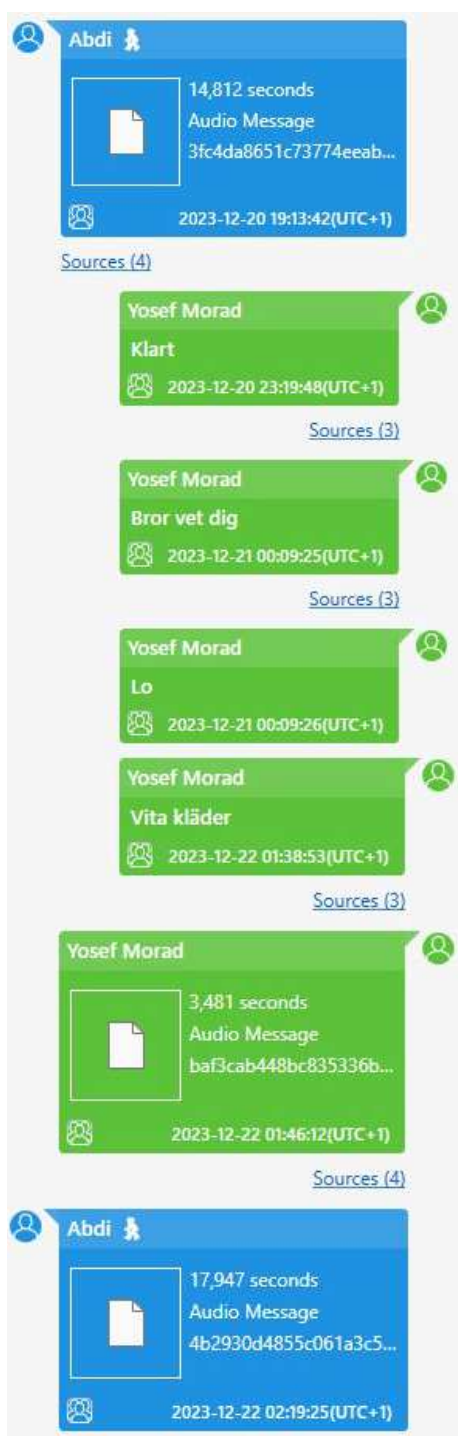 Abdi
14,812 seconds
Audio Message
3fc4da8651c73774eeab...
2023-12-20 19:13:42(UTC+1)
Sources (4)
Yosef Morad
Klart
2023-12-20 23:19:48(UTC+1)
Sources (3)
Yosef Morad
Bror vet dig
2023-12-21 00:09:25(UTC+1)
Sources (3)
Yosef Morad
Lo
2023-12-21 00:09:26(UTC+1)
Yosef Morad
Vita kläder
2023-12-22 01:38:53(UTC+1)
Sources (3)
Yosef Morad
3,481 seconds
Audio Message
baf3cab448bc835336b...
2023-12-22 01:46:12(UTC+1)
Sources (4)
Abdi
17,947 seconds
Audio Message
4b2930d4855c061a3c5...
2023-12-22 02:19:25(UTC+1)